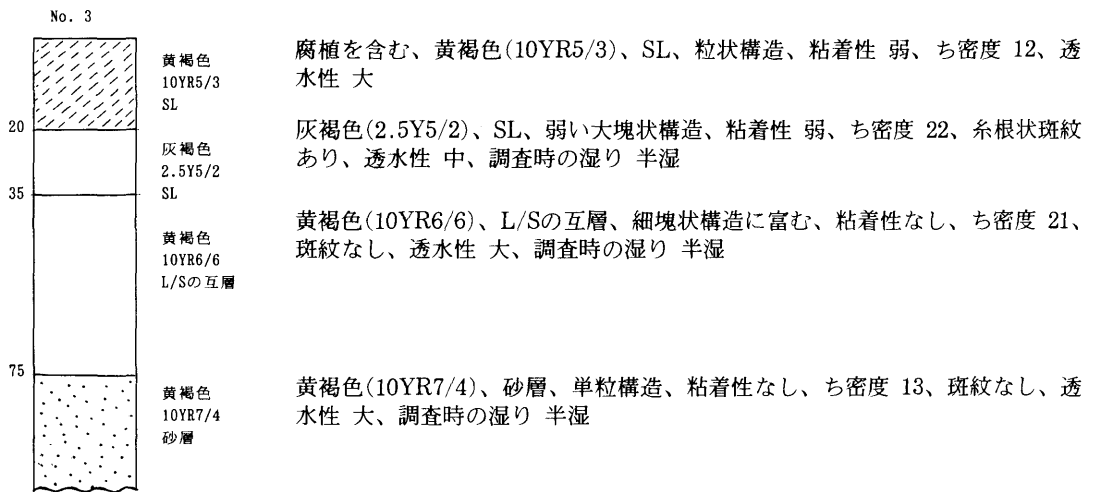 No. 3
黄褐色
10YR5/3
SL
腐植を含む、黄褐色(10YR5/3)、SL、粒状構造、粘着性 弱、ち密度 12、透
水性 大
20
灰褐色
2.5Y5/2
SL
灰褐色(2.5Y5/2)、SL、弱い大塊状構造、粘着性 弱、ち密度 22、糸根状斑紋
あり、透水性 中、調査時の湿り 半湿
35
黄褐色
10YR6/6
L/Sの互層
黄褐色(10YR6/6)、L/Sの互層、細塊状構造に富む、粘着性なし、ち密度 21、
斑紋なし、透水性 大、調査時の湿り 半湿
75
黄褐色
10YR7/4
砂層
黄褐色(10YR7/4)、砂層、単粒構造、粘着性なし、ち密度 13、斑紋なし、透
水性 大、調査時の湿り 半湿